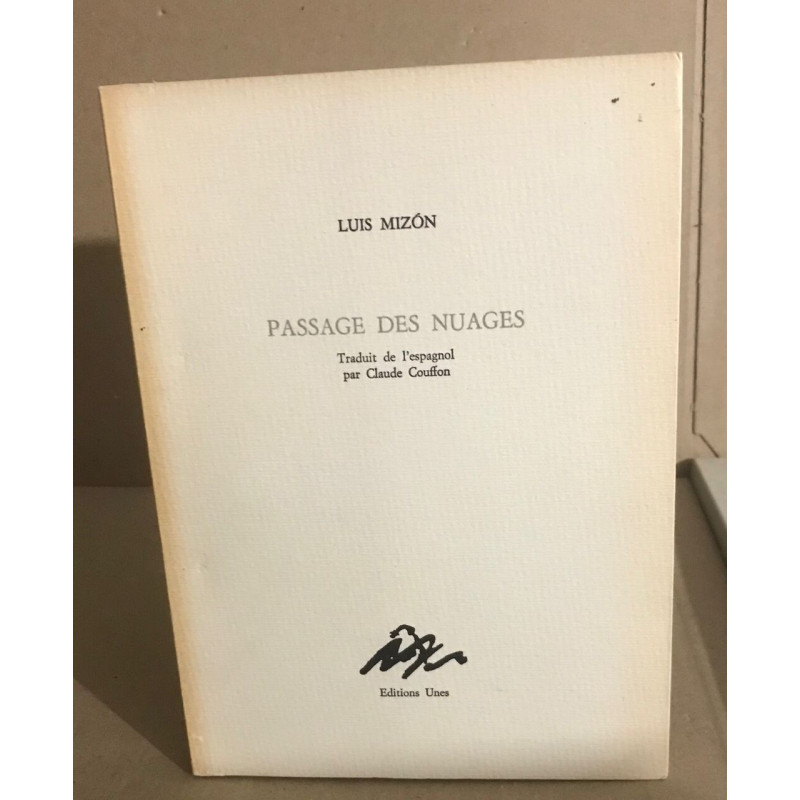 LUIS MIZÓN
PASSAGE DES NUAGES
Traduit de l'espagnol
par Claude Couffon
Editions Unes